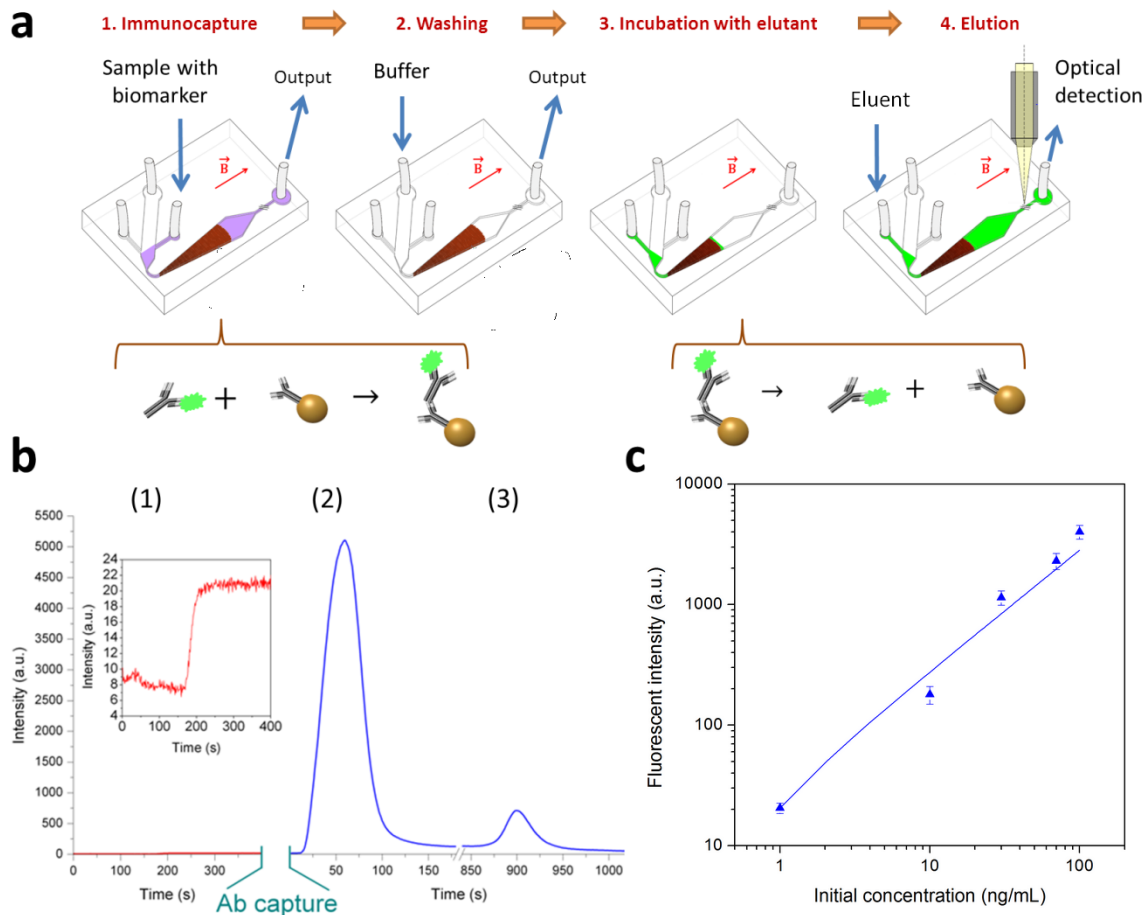 a
1. Immunocapture
2. Washing
3. Incubation with elutant
4. Elution
Sample with
biomarker
Output
Buffer
Output
Eluent
Optical
detection
B
B
B
B
+
→
→
+
b
(1)
(2)
(3)
5500
5000
4500
4000
3500
3000
2500
2000
1500
1000
500
0
Intensity (a.u.)
24
22
20
18
16
14
12
10
8
6
4
Intensity (a.u.)
0 100 200 300 400
Time (s)
0 100 200 300
50 100 850 900 950 1000
Time (s)
Time (s)
Time (s)
Ab capture
c
10000
1000
100
10
Fluorescent intensity (a.u.)
1 10 100
Initial concentration (ng/mL)